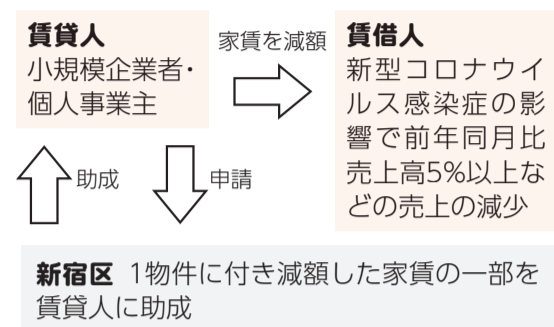 賃貸人
小規模企業者・
個人事業主
家賃を減額
賃借人
新型コロナウイ
ルス感染症の影
響で前年同月比
売上高5%以上な
どの売上の減少
助成
申請
新宿区 1物件に付き減額した家賃の一部を
賃貸人に助成